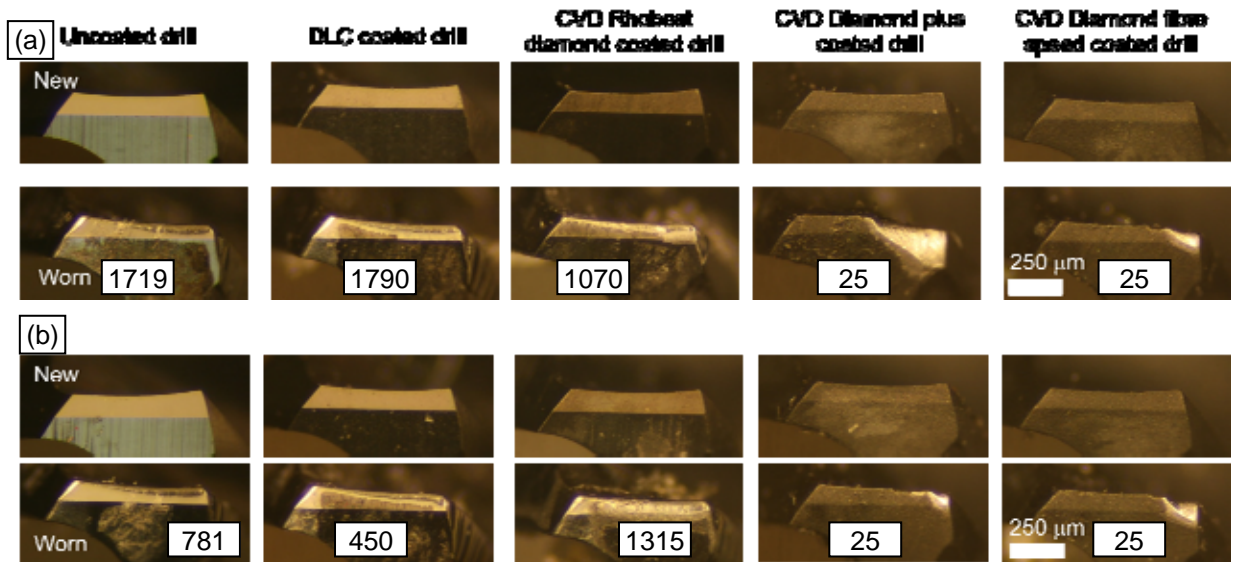 (a)
Uncoated drill
DLC coated drill
CVD Rhobest
diamond coated drill
CVD Diamond plus
coated drill
CVD Diamond fibre
speed coated drill
New
Worn
1719
1790
1070
25
250 μm
25
(b)
New
Worn
781
450
1315
25
250 μm
25